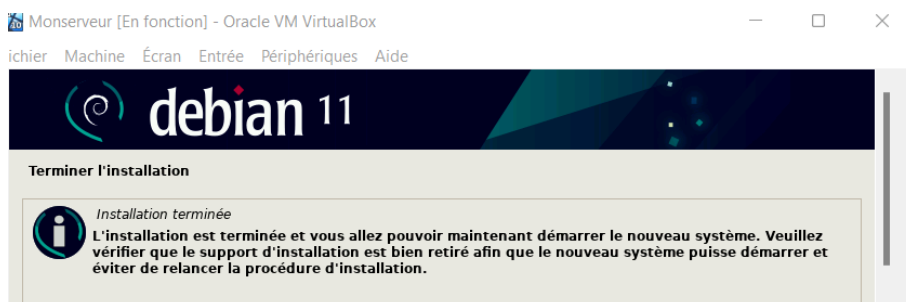 Monserveur [En fonction] - Oracle VM VirtualBox
ichier Machine Écran Entrée Périphériques Aide
debian 11
Terminer l'installation
Installation terminée
L'installation est terminée et vous allez pouvoir maintenant démarrer le nouveau système. Veuillez
vérifier que le support d'installation est bien retiré afin que le nouveau système puisse démarrer et
éviter de relancer la procédure d'installation.